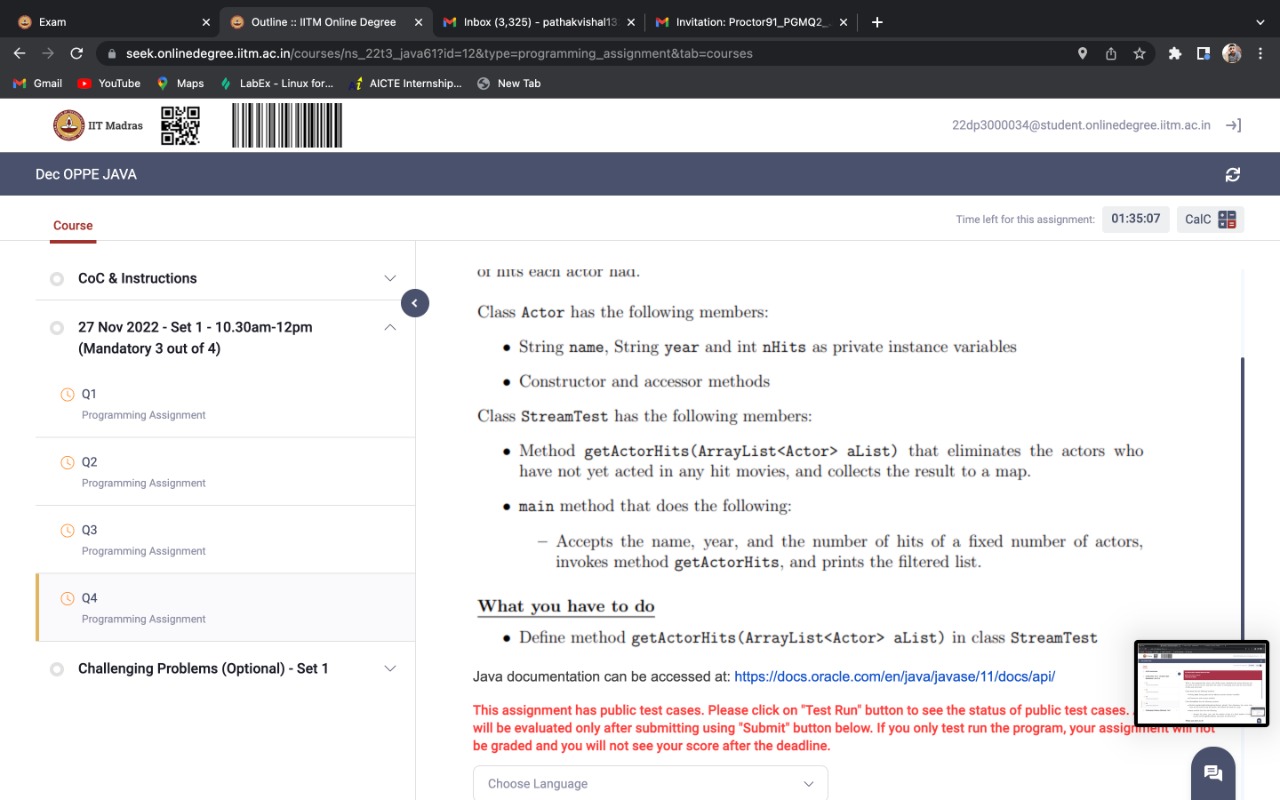 Exam
Outline :: IITM Online Degree
Inbox (3,325) - pathakvishal13
Invitation: Proctor91_PGMQ2_
seek.onlinedegree.iitm.ac.in/courses/ns_22t3_java61?id=12&type=programming_assignment&tab=courses
Gmail YouTube Maps LabEx - Linux for... AICTE Internship... New Tab
IIT Madras
22dp3000034@student.onlinedegree.iitm.ac.in
Dec OPPE JAVA
Course
Time left for this assignment: 01:35:07 CalC
CoC & Instructions
27 Nov 2022 - Set 1 - 10.30am-12pm
(Mandatory 3 out of 4)
Q1
Programming Assignment
Q2
Programming Assignment
Q3
Programming Assignment
Q4
Programming Assignment
Challenging Problems (Optional) - Set 1
of hits each actor had.
Class Actor has the following members:
• String name, String year and int nHits as private instance variables
• Constructor and accessor methods
Class StreamTest has the following members:
• Method getActorHits(ArrayList<Actor> aList) that eliminates the actors who
have not yet acted in any hit movies, and collects the result to a map.
• main method that does the following:
– Accepts the name, year, and the number of hits of a fixed number of actors,
invokes method getActorHits, and prints the filtered list.
What you have to do
• Define method getActorHits(ArrayList<Actor> aList) in class StreamTest
Java documentation can be accessed at: https://docs.oracle.com/en/java/javase/11/docs/api/
This assignment has public test cases. Please click on "Test Run" button to see the status of public test cases.
will be evaluated only after submitting using "Submit" button below. If you only test run the program, your assignment will not
be graded and you will not see your score after the deadline.
Choose Language